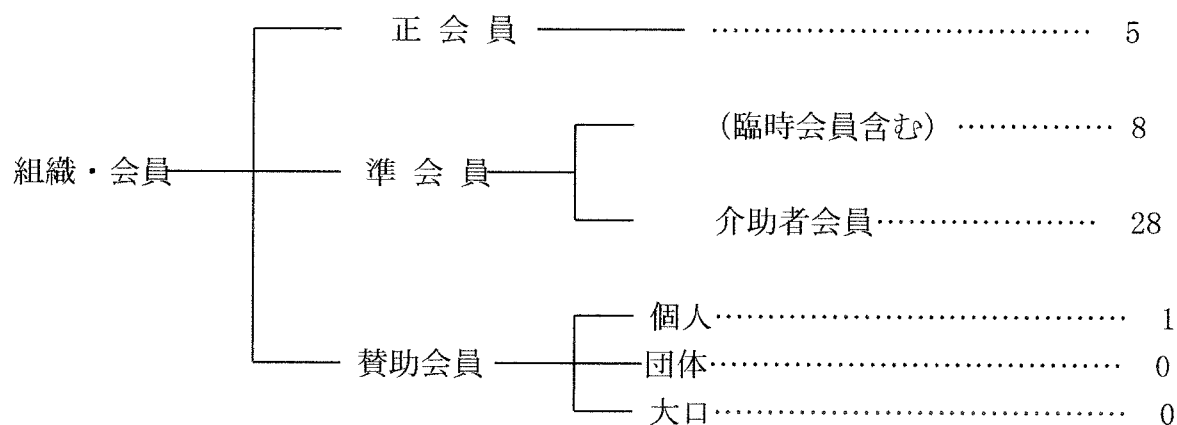 正会員 ……………………………… 5
(臨時会員含む) …………… 8
組織・会員 準会員
介助者会員………………… 28
個人………………………………… 1
賛助会員 団体………………………………… 0
大口………………………………… 0